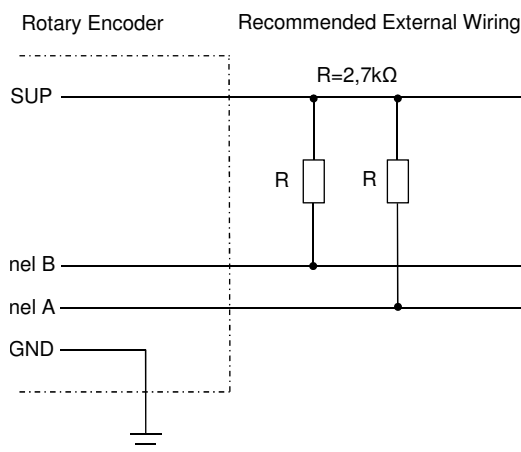 Rotary Encoder
Recommended External Wiring
R=2,7kΩ
SUP
R
R
nel B
nel A
GND